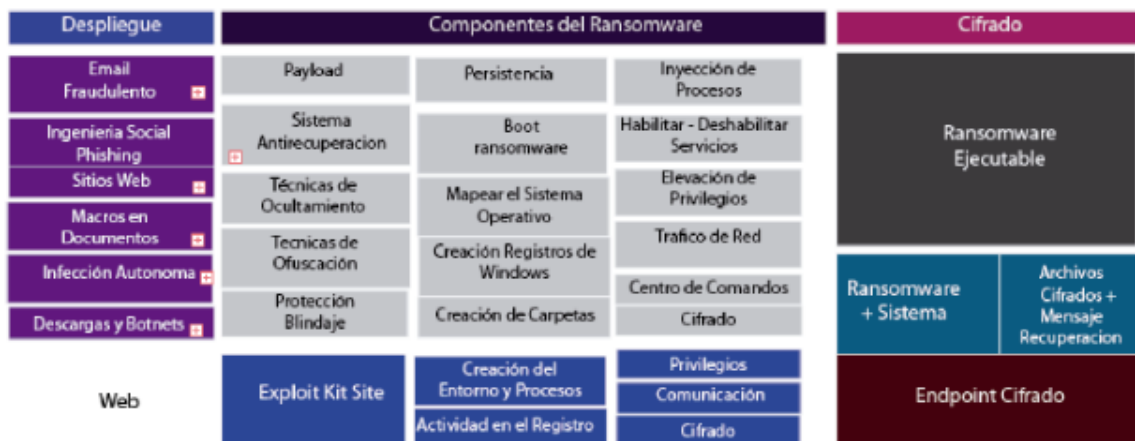 Despliegue
Componentes del Ransomware
Cifrado
Email
Fraudulento
Ingenieria Social
Phishing
Sitios Web
Macros en
Documentos
Infección Autonoma
Descargas y Botnets
Web
Payload
Sistema
Antirecuperacion
Técnicas de
Ocultamiento
Tecnicas de
Ofuscación
Protección
Blindaje
Exploit Kit Site
Persistencia
Boot
ransomware
Mapear el Sistema
Operativo
Creación Registros de
Windows
Creación de Carpetas
Creación del
Entorno y Procesos
Actividad en el Registro
Inyección de
Procesos
Habilitar - Deshabilitar
Servicios
Elevación de
Privilegios
Trafico de Red
Centro de Comandos
Cifrado
Privilegios
Comunicación
Cifrado
Ransomware
Ejecutable
Ransomware
+ Sistema
Archivos
Cifrados +
Mensaje
Recuperacion
Endpoint Cifrado